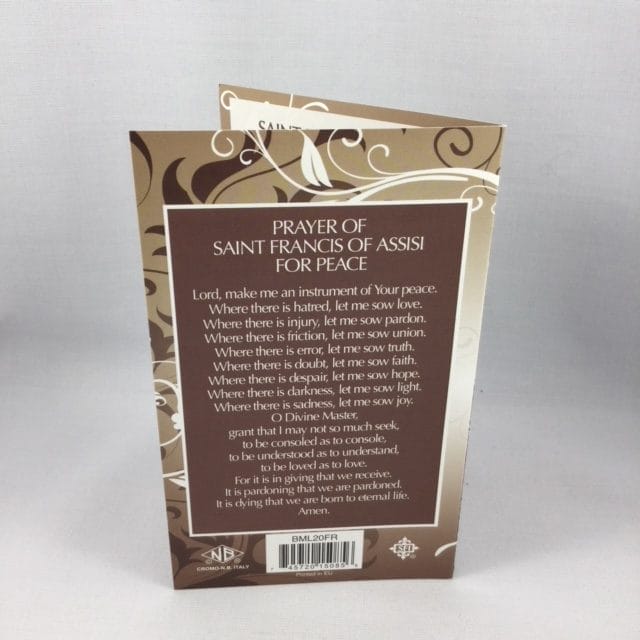 SAINT
PRAYER OF
SAINT FRANCIS OF ASSISI
FOR PEACE
Lord, make me an instrument of Your peace.
Where there is hatred, let me sow love.
Where there is injury, let me sow pardon.
Where there is friction, let me sow union.
Where there is error, let me sow truth.
Where there is doubt, let me sow faith.
Where there is despair, let me sow hope.
Where there is darkness, let me sow light.
Where there is sadness, let me sow joy.
O Divine Master,
grant that I may not so much seek,
to be consoled as to console,
to be understood as to understand,
to be loved as to love.
For it is in giving that we receive.
It is pardoning that we are pardoned.
It is dying that we are born to eternal life.
Amen.
BML20FR
NB
CROMO-N.B. ITALY
45720 15085
Printed in EU